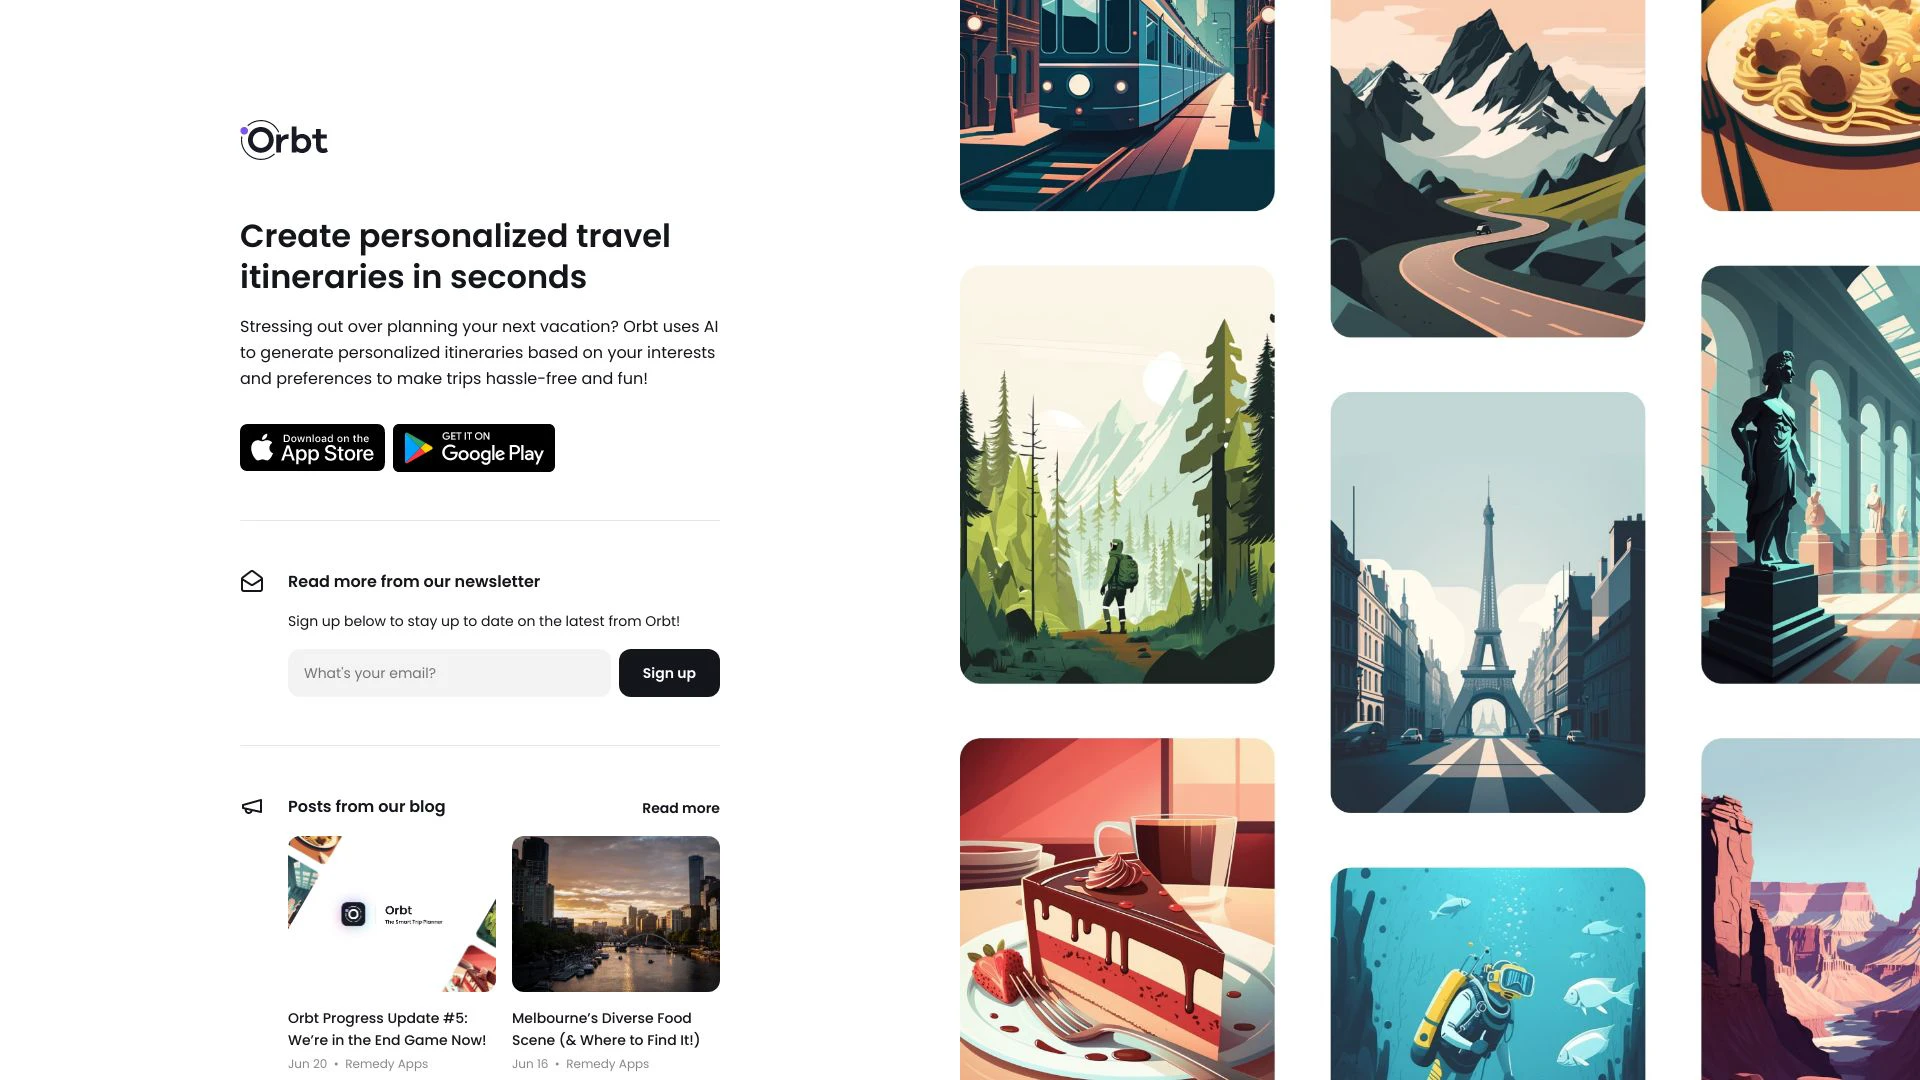 Orbt
Create personalized travel
itineraries in seconds
Stressing out over planning your next vacation? Orbt uses AI
to generate personalized itineraries based on your interests
and preferences to make trips hassle-free and fun!
Download on the
App Store
GET IT ON
Google Play
Read more from our newsletter
Sign up below to stay up to date on the latest from Orbt!
What's your email?
Sign up
Posts from our blog
Read more
Orbt
The Smart Trip Planner
Orbt Progress Update #5:
We’re in the End Game Now!
Jun 20 • Remedy Apps
Melbourne’s Diverse Food
Scene (& Where to Find It!)
Jun 16 • Remedy Apps